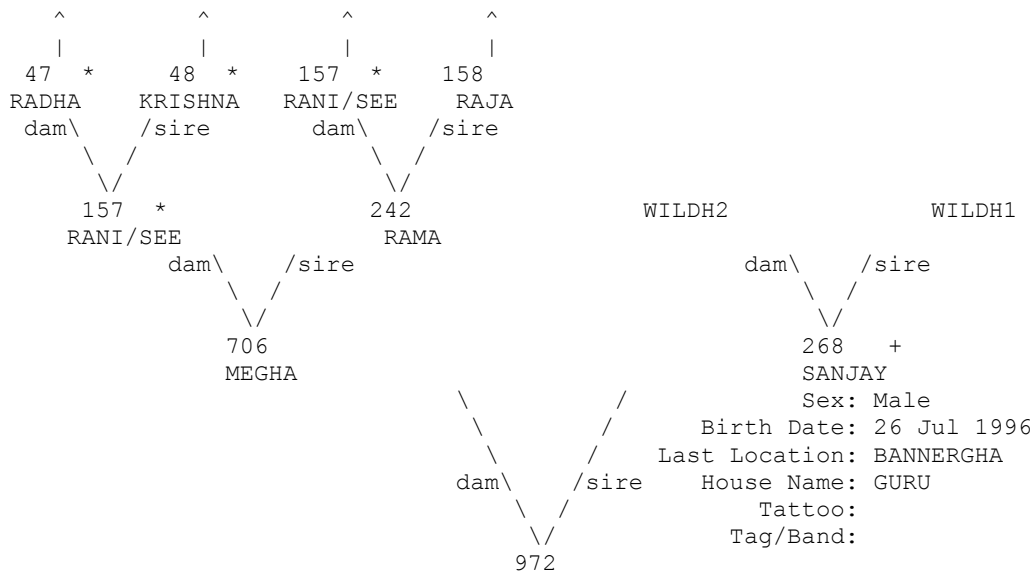 ^ ^ ^ ^
| | | |
47 * 48 * 157 * 158
RADHA KRISHNA RANI/SEE RAJA
dam\ /sire dam\ /sire
\ / \ /
\/ \/
157 * 242 WILDH2 WILDH1
RANI/SEE RAMA
dam\ /sire dam\ /sire
\ / \ /
\/ \/
706 268 +
MEGHA SANJAY
\ / Sex: Male
\ / Birth Date: 26 Jul 1996
\ / Last Location: BANNERGHA
dam\ /sire House Name: GURU
\ / Tattoo:
\/ Tag/Band:
972